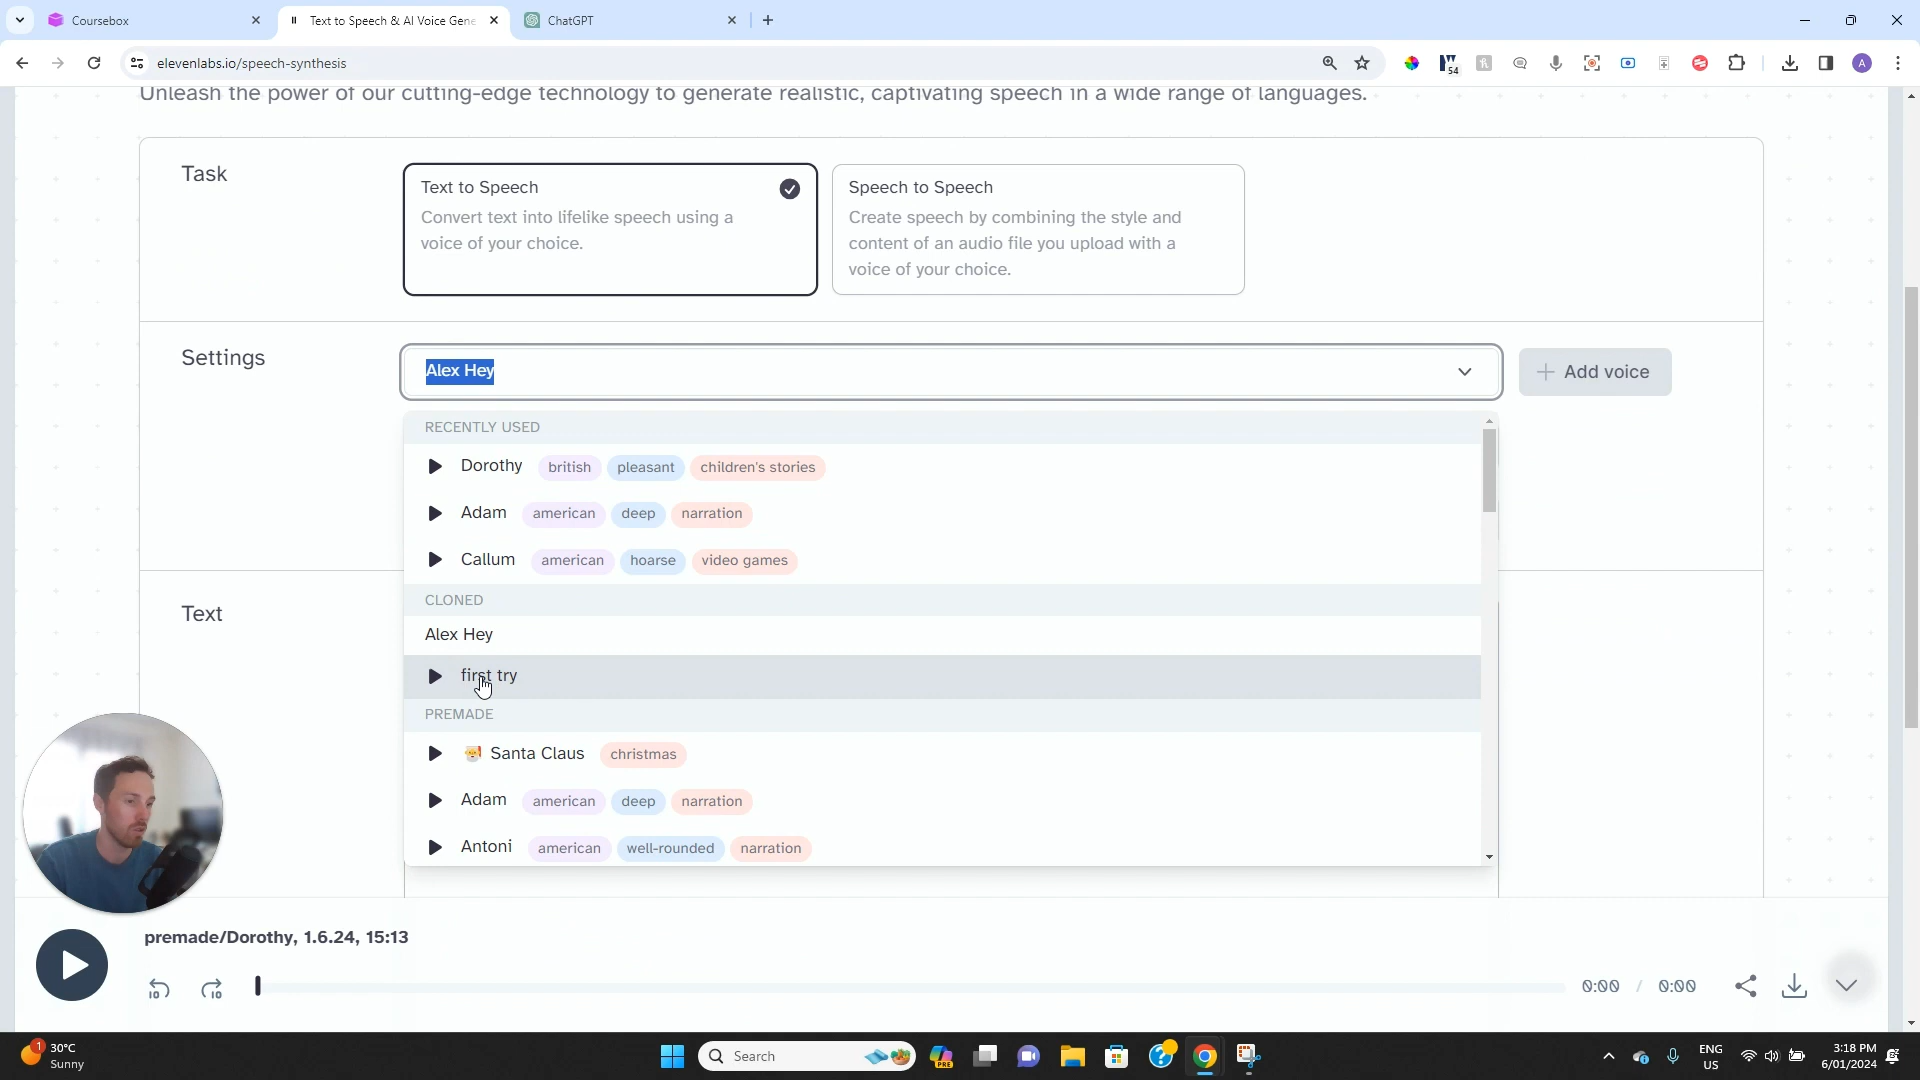 Coursebox
Text to Speech & AI Voice Gene
ChatGPT
elevenlabs.io/speech-synthesis
54
A
Unleash the power of our cutting-edge technology to generate realistic, captivating speech in a wide range of languages.
Task
Text to Speech
Convert text into lifelike speech using a
voice of your choice.
Speech to Speech
Create speech by combining the style and
content of an audio file you upload with a
voice of your choice.
Settings
Alex Hey
Add voice
RECENTLY USED
Dorothy british pleasant children's stories
Adam american deep narration
Callum american hoarse video games
CLONED
Text
Alex Hey
first try
PREMADE
Santa Claus christmas
Adam american deep narration
Antoni american well-rounded narration
premade/Dorothy, 1.6.24, 15:13
10 10
0:00 / 0:00
1
30°C
Sunny
Search
PRE
ENG
US
3:18 PM
6/01/2024